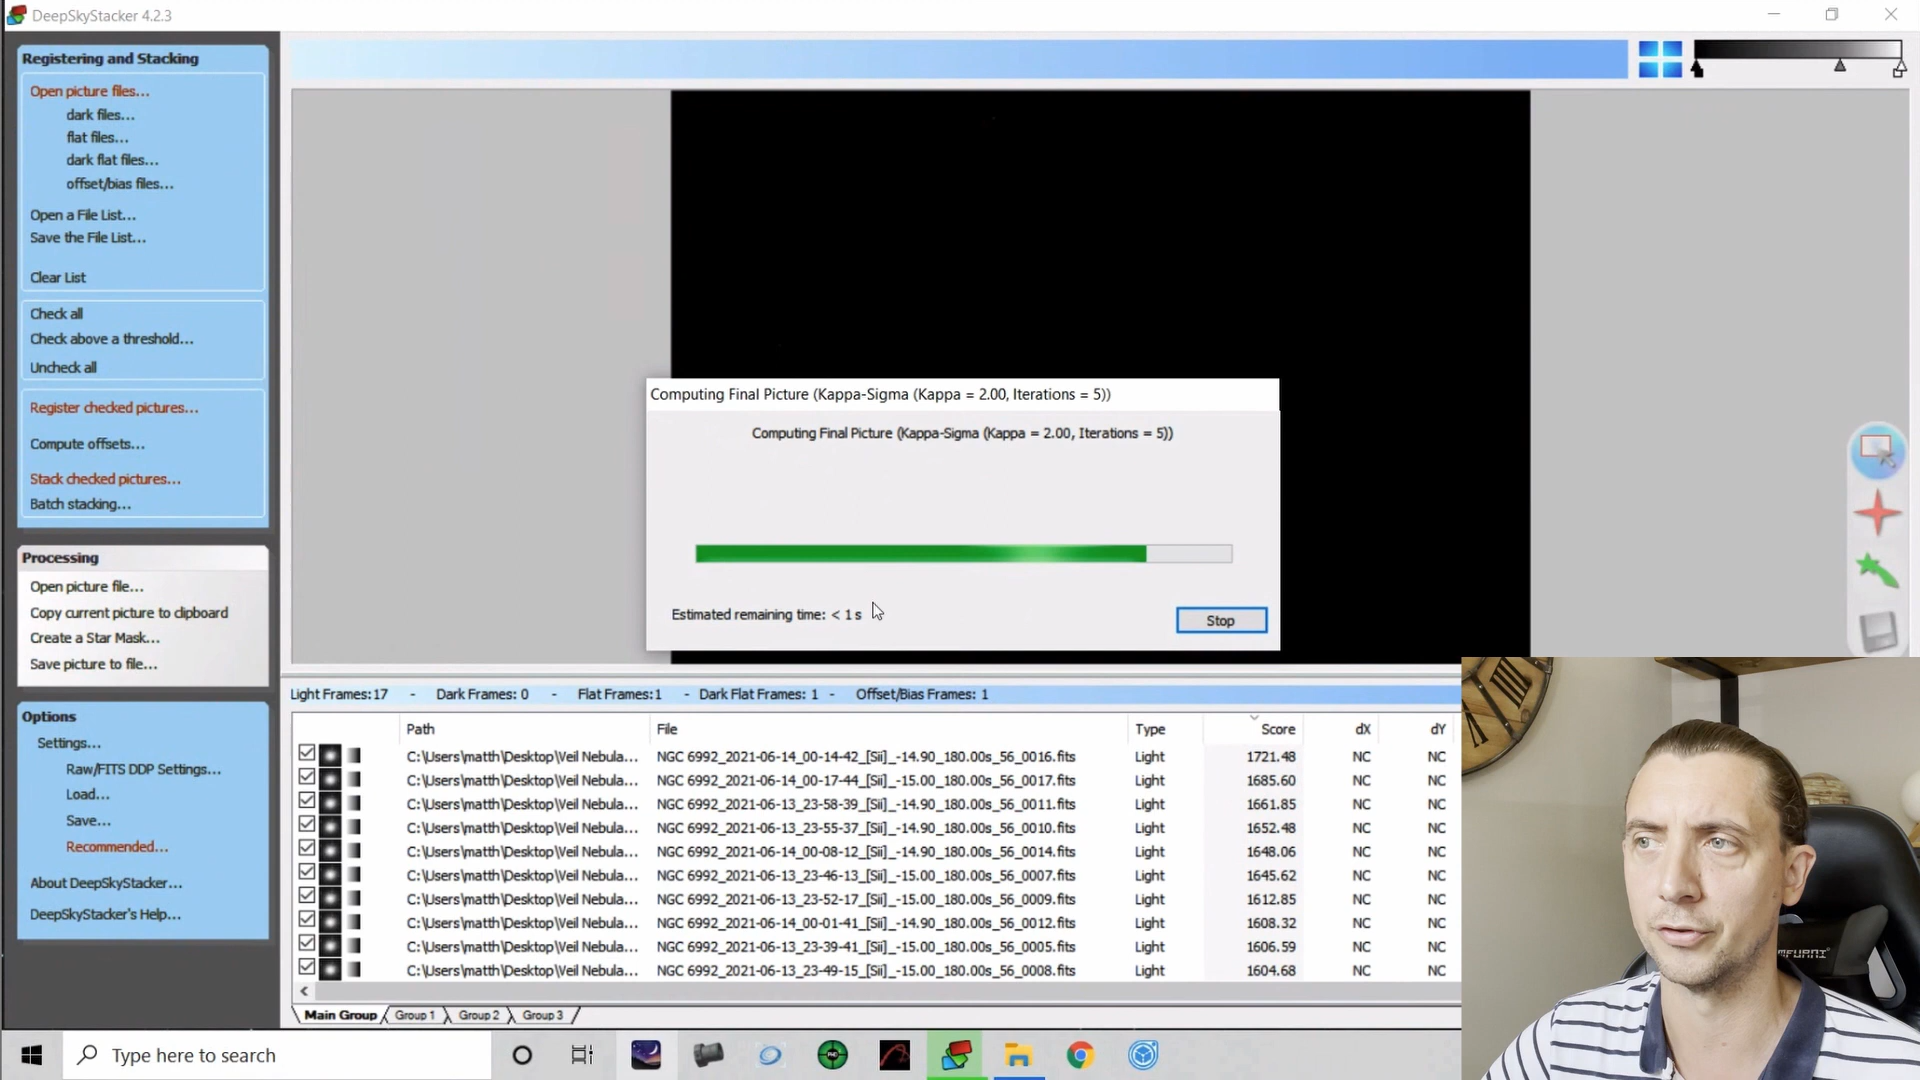 DeepSkyStacker 4.2.3
Registering and Stacking
Open picture files...
dark files...
flat files...
dark flat files...
offset/bias files...
Open a File List...
Save the File List...
Clear List
Check all
Check above a threshold...
Uncheck all
Register checked pictures...
Compute offsets...
Stack checked pictures...
Batch stacking...
Processing
Open picture file...
Copy current picture to clipboard
Create a Star Mask...
Save picture to file...
Options
Settings...
Raw/FITS DDP Settings...
Load...
Save...
Recommended...
About DeepSkyStacker...
DeepSkyStacker's Help...
Computing Final Picture (Kappa-Sigma (Kappa = 2.00, Iterations = 5))
Computing Final Picture (Kappa-Sigma (Kappa = 2.00, Iterations = 5))
Estimated remaining time: < 1 s
Stop
Light Frames:17 - Dark Frames: 0 - Flat Frames:1 - Dark Flat Frames: 1 - Offset/Bias Frames: 1
Path File Type Score dX dY
C:\Users\matth\Desktop\Veil Nebula... NGC 6992_2021-06-14_00-14-42_[Sii]_-14.90_180.00s_56_0016.fits Light 1721.48 NC NC
C:\Users\matth\Desktop\Veil Nebula... NGC 6992_2021-06-14_00-17-44_[Sii]_-15.00_180.00s_56_0017.fits Light 1685.60 NC NC
C:\Users\matth\Desktop\Veil Nebula... NGC 6992_2021-06-13_23-58-39_[Sii]_-14.90_180.00s_56_0011.fits Light 1661.85 NC NC
C:\Users\matth\Desktop\Veil Nebula... NGC 6992_2021-06-13_23-55-37_[Sii]_-14.90_180.00s_56_0010.fits Light 1652.48 NC NC
C:\Users\matth\Desktop\Veil Nebula... NGC 6992_2021-06-14_00-08-12_[Sii]_-14.90_180.00s_56_0014.fits Light 1648.06 NC NC
C:\Users\matth\Desktop\Veil Nebula... NGC 6992_2021-06-13_23-46-13_[Sii]_-15.00_180.00s_56_0007.fits Light 1645.62 NC NC
C:\Users\matth\Desktop\Veil Nebula... NGC 6992_2021-06-13_23-52-17_[Sii]_-15.00_180.00s_56_0009.fits Light 1612.85 NC NC
C:\Users\matth\Desktop\Veil Nebula... NGC 6992_2021-06-14_00-01-41_[Sii]_-14.90_180.00s_56_0012.fits Light 1608.32 NC NC
C:\Users\matth\Desktop\Veil Nebula... NGC 6992_2021-06-13_23-39-41_[Sii]_-15.00_180.00s_56_0005.fits Light 1606.59 NC NC
C:\Users\matth\Desktop\Veil Nebula... NGC 6992_2021-06-13_23-49-15_[Sii]_-15.00_180.00s_56_0008.fits Light 1604.68 NC NC
Main Group Group 1 Group 2 Group 3
Type here to search